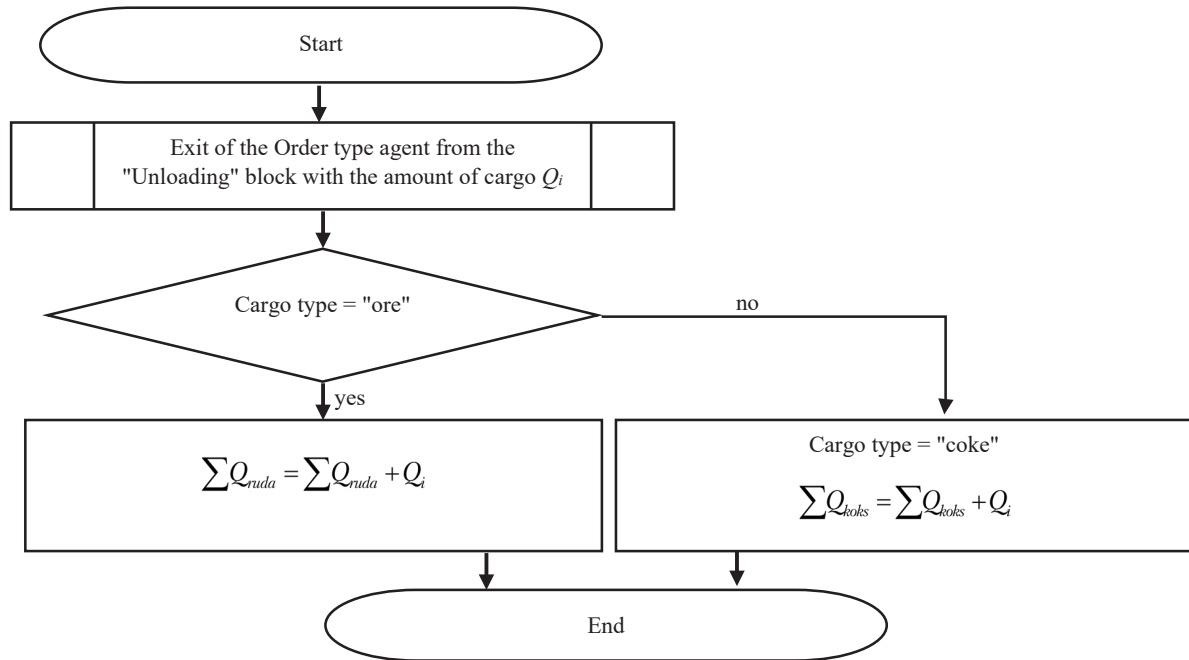 Start
Exit of the Order type agent from the
"Unloading" block with the amount of cargo Qi
Cargo type = "ore"
no
yes
∑Qruda = ∑Qruda + Qi
Cargo type = "coke"
∑Qkoks = ∑Qkoks + Qi
End